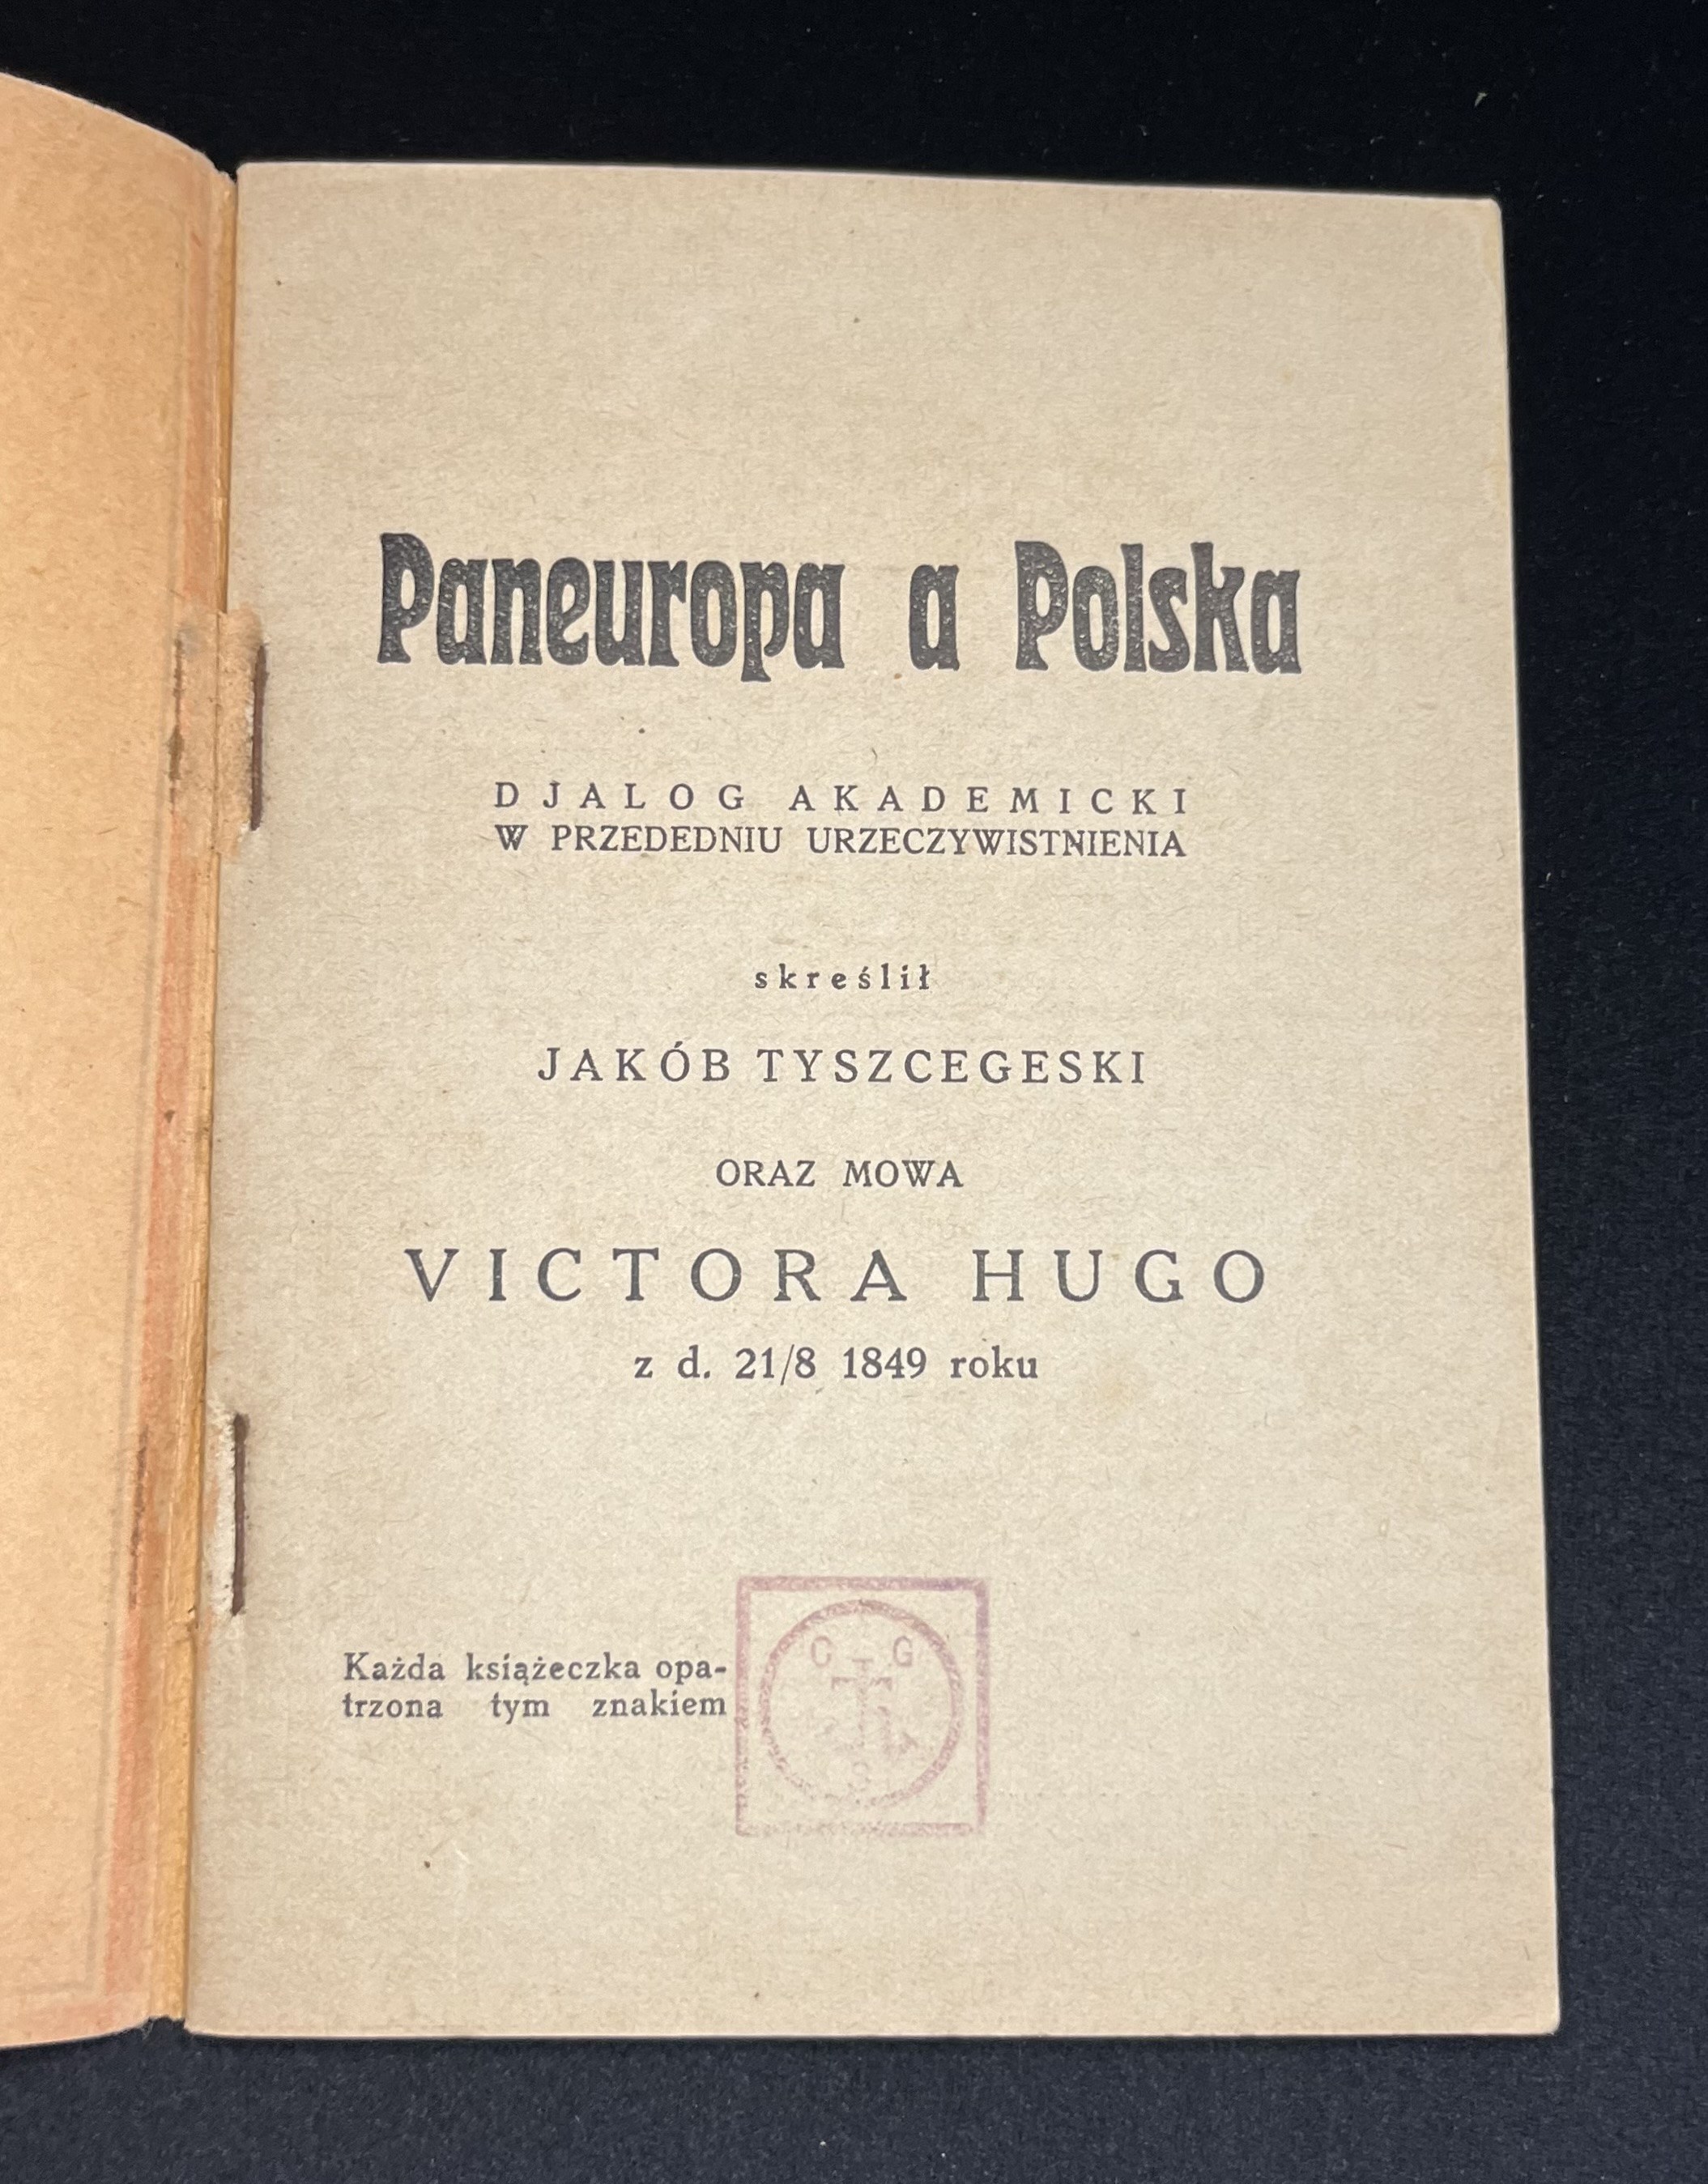 Paneuropa a Polska
DJALOG AKADEMICKI
W PRZEDEDNIU URZECZYWISTNIENIA
skreślił
JAKÓB TYSZCEGESKI
ORAZ MOWA
VICTORA HUGO
z d. 21/8 1849 roku
Każda książeczka opa-
trzona tym znakiem
C G